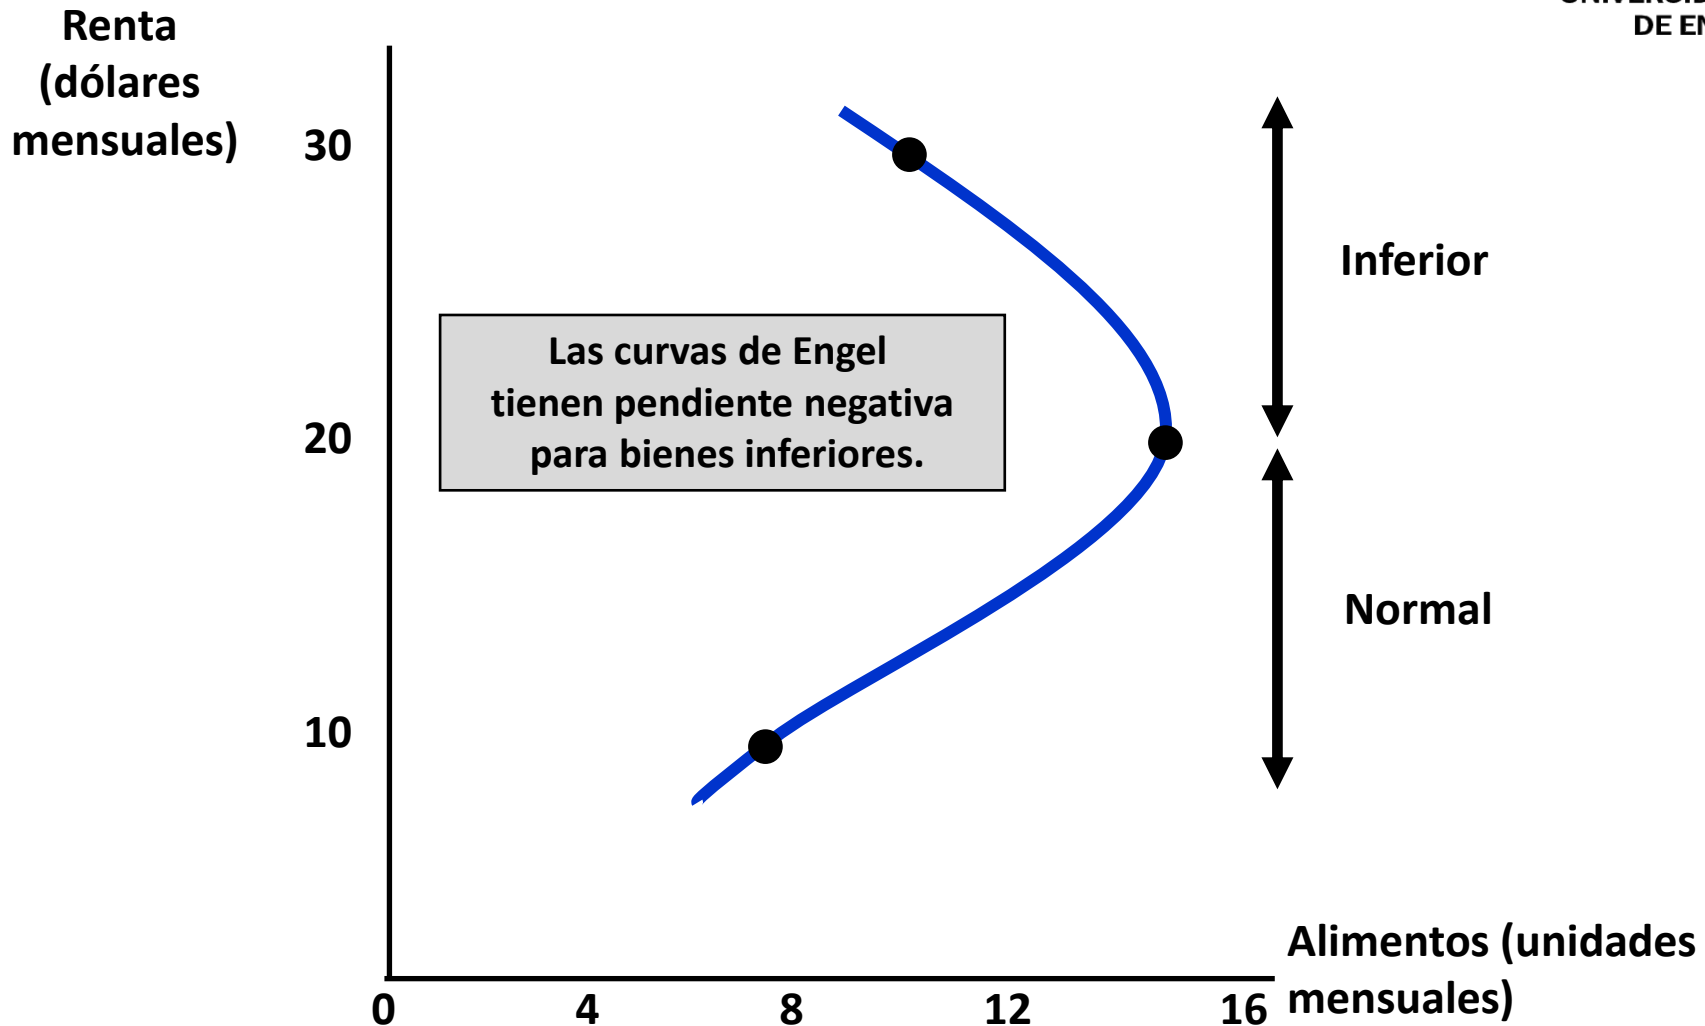 Renta
(dólares
mensuales)
DE EN
30
20
10
Las curvas de Engel
tienen pendiente negativa
para bienes inferiores.
Inferior
Normal
Alimentos (unidades
mensuales)
0 4 8 12 16